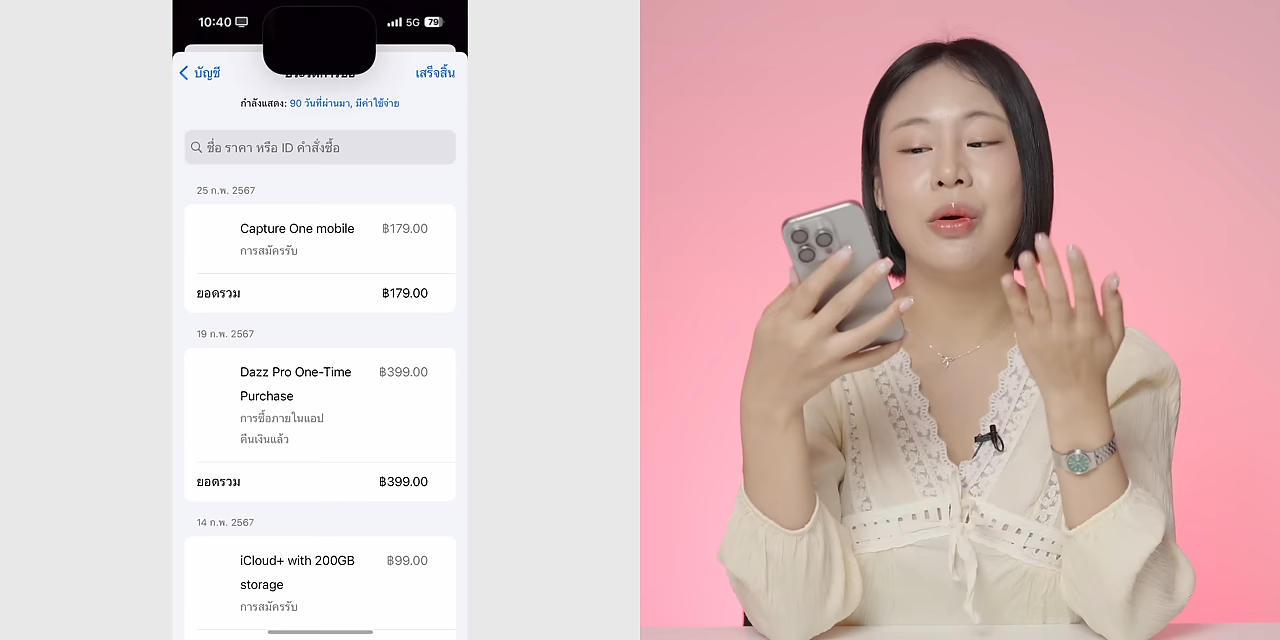 10:40
5G 79
บัญชี
เสร็จสิ้น
กำลังแสดง: 90 วันที่ผ่านมา, มีค่าใช้จ่าย
ชื่อ ราคา หรือ ID คำสั่งซื้อ
25 ก.พ. 2567
Capture One mobile ฿179.00
การสมัครรับ
ยอดรวม ฿179.00
19 ก.พ. 2567
Dazz Pro One-Time ฿399.00
Purchase
การซื้อภายในแอป
คืนเงินแล้ว
ยอดรวม ฿399.00
14 ก.พ. 2567
iCloud+ with 200GB ฿99.00
storage
การสมัครรับ